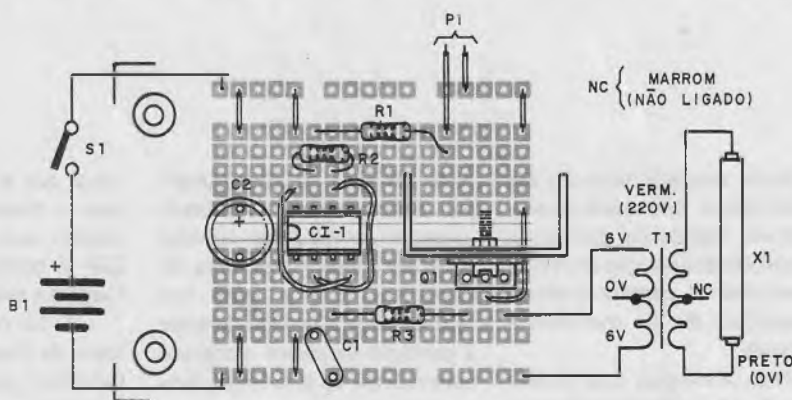 P1
NC { MARROM
(NÃO LIGADO)
R1
S1
R2
C2
+
CI-1
VERM.
(220V)
6V
T1
X1
Q1
0V
NC
+
B1
6V
R3
C1
PRETO
(0V)